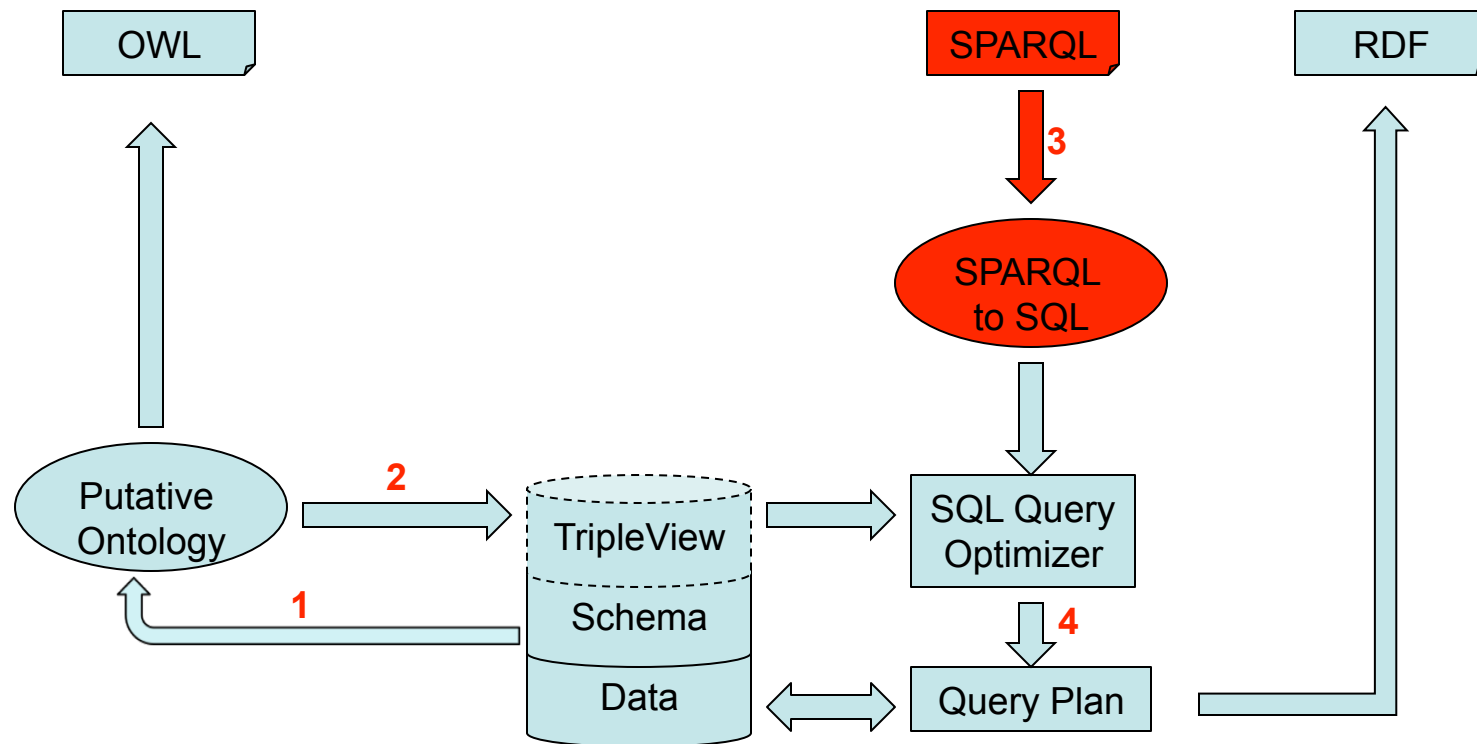 OWL
SPARQL
RDF
3
SPARQL
to SQL
Putative
Ontology
2
TripleView
SQL Query
Optimizer
1
Schema
4
Data
Query Plan